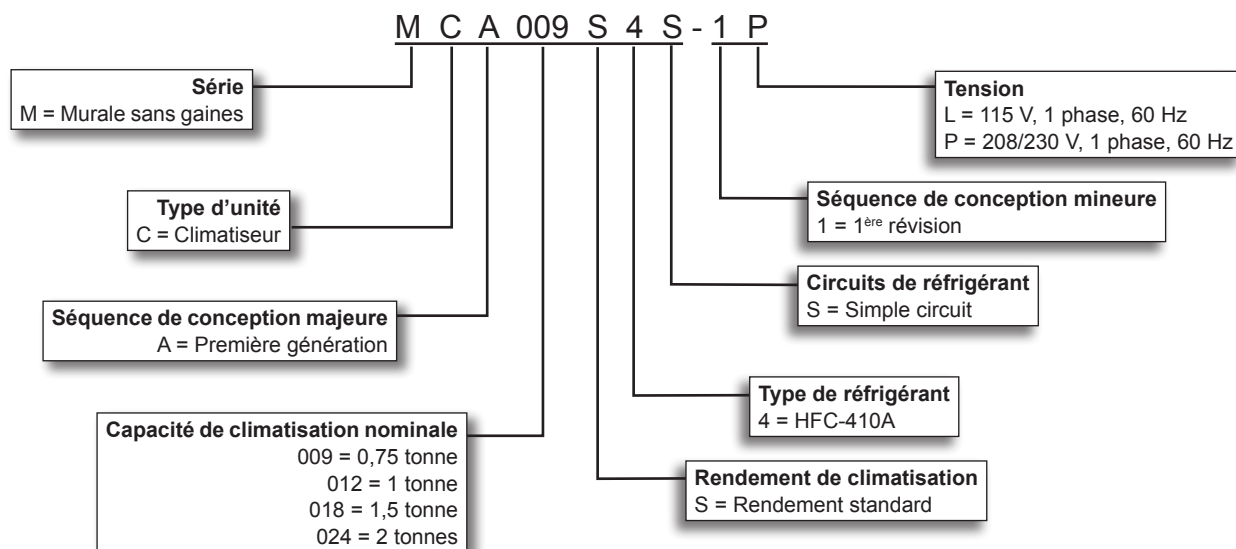 M C A 009 S 4 S - 1 P
Série
M = Murale sans gaines
Type d’unité
C = Climatiseur
Séquence de conception majeure
A = Première génération
Capacité de climatisation nominale
009 = 0,75 tonne
012 = 1 tonne
018 = 1,5 tonne
024 = 2 tonnes
Tension
L = 115 V, 1 phase, 60 Hz
P = 208/230 V, 1 phase, 60 Hz
Séquence de conception mineure
1 = 1ère révision
Circuits de réfrigérant
S = Simple circuit
Type de réfrigérant
4 = HFC-410A
Rendement de climatisation
S = Rendement standard